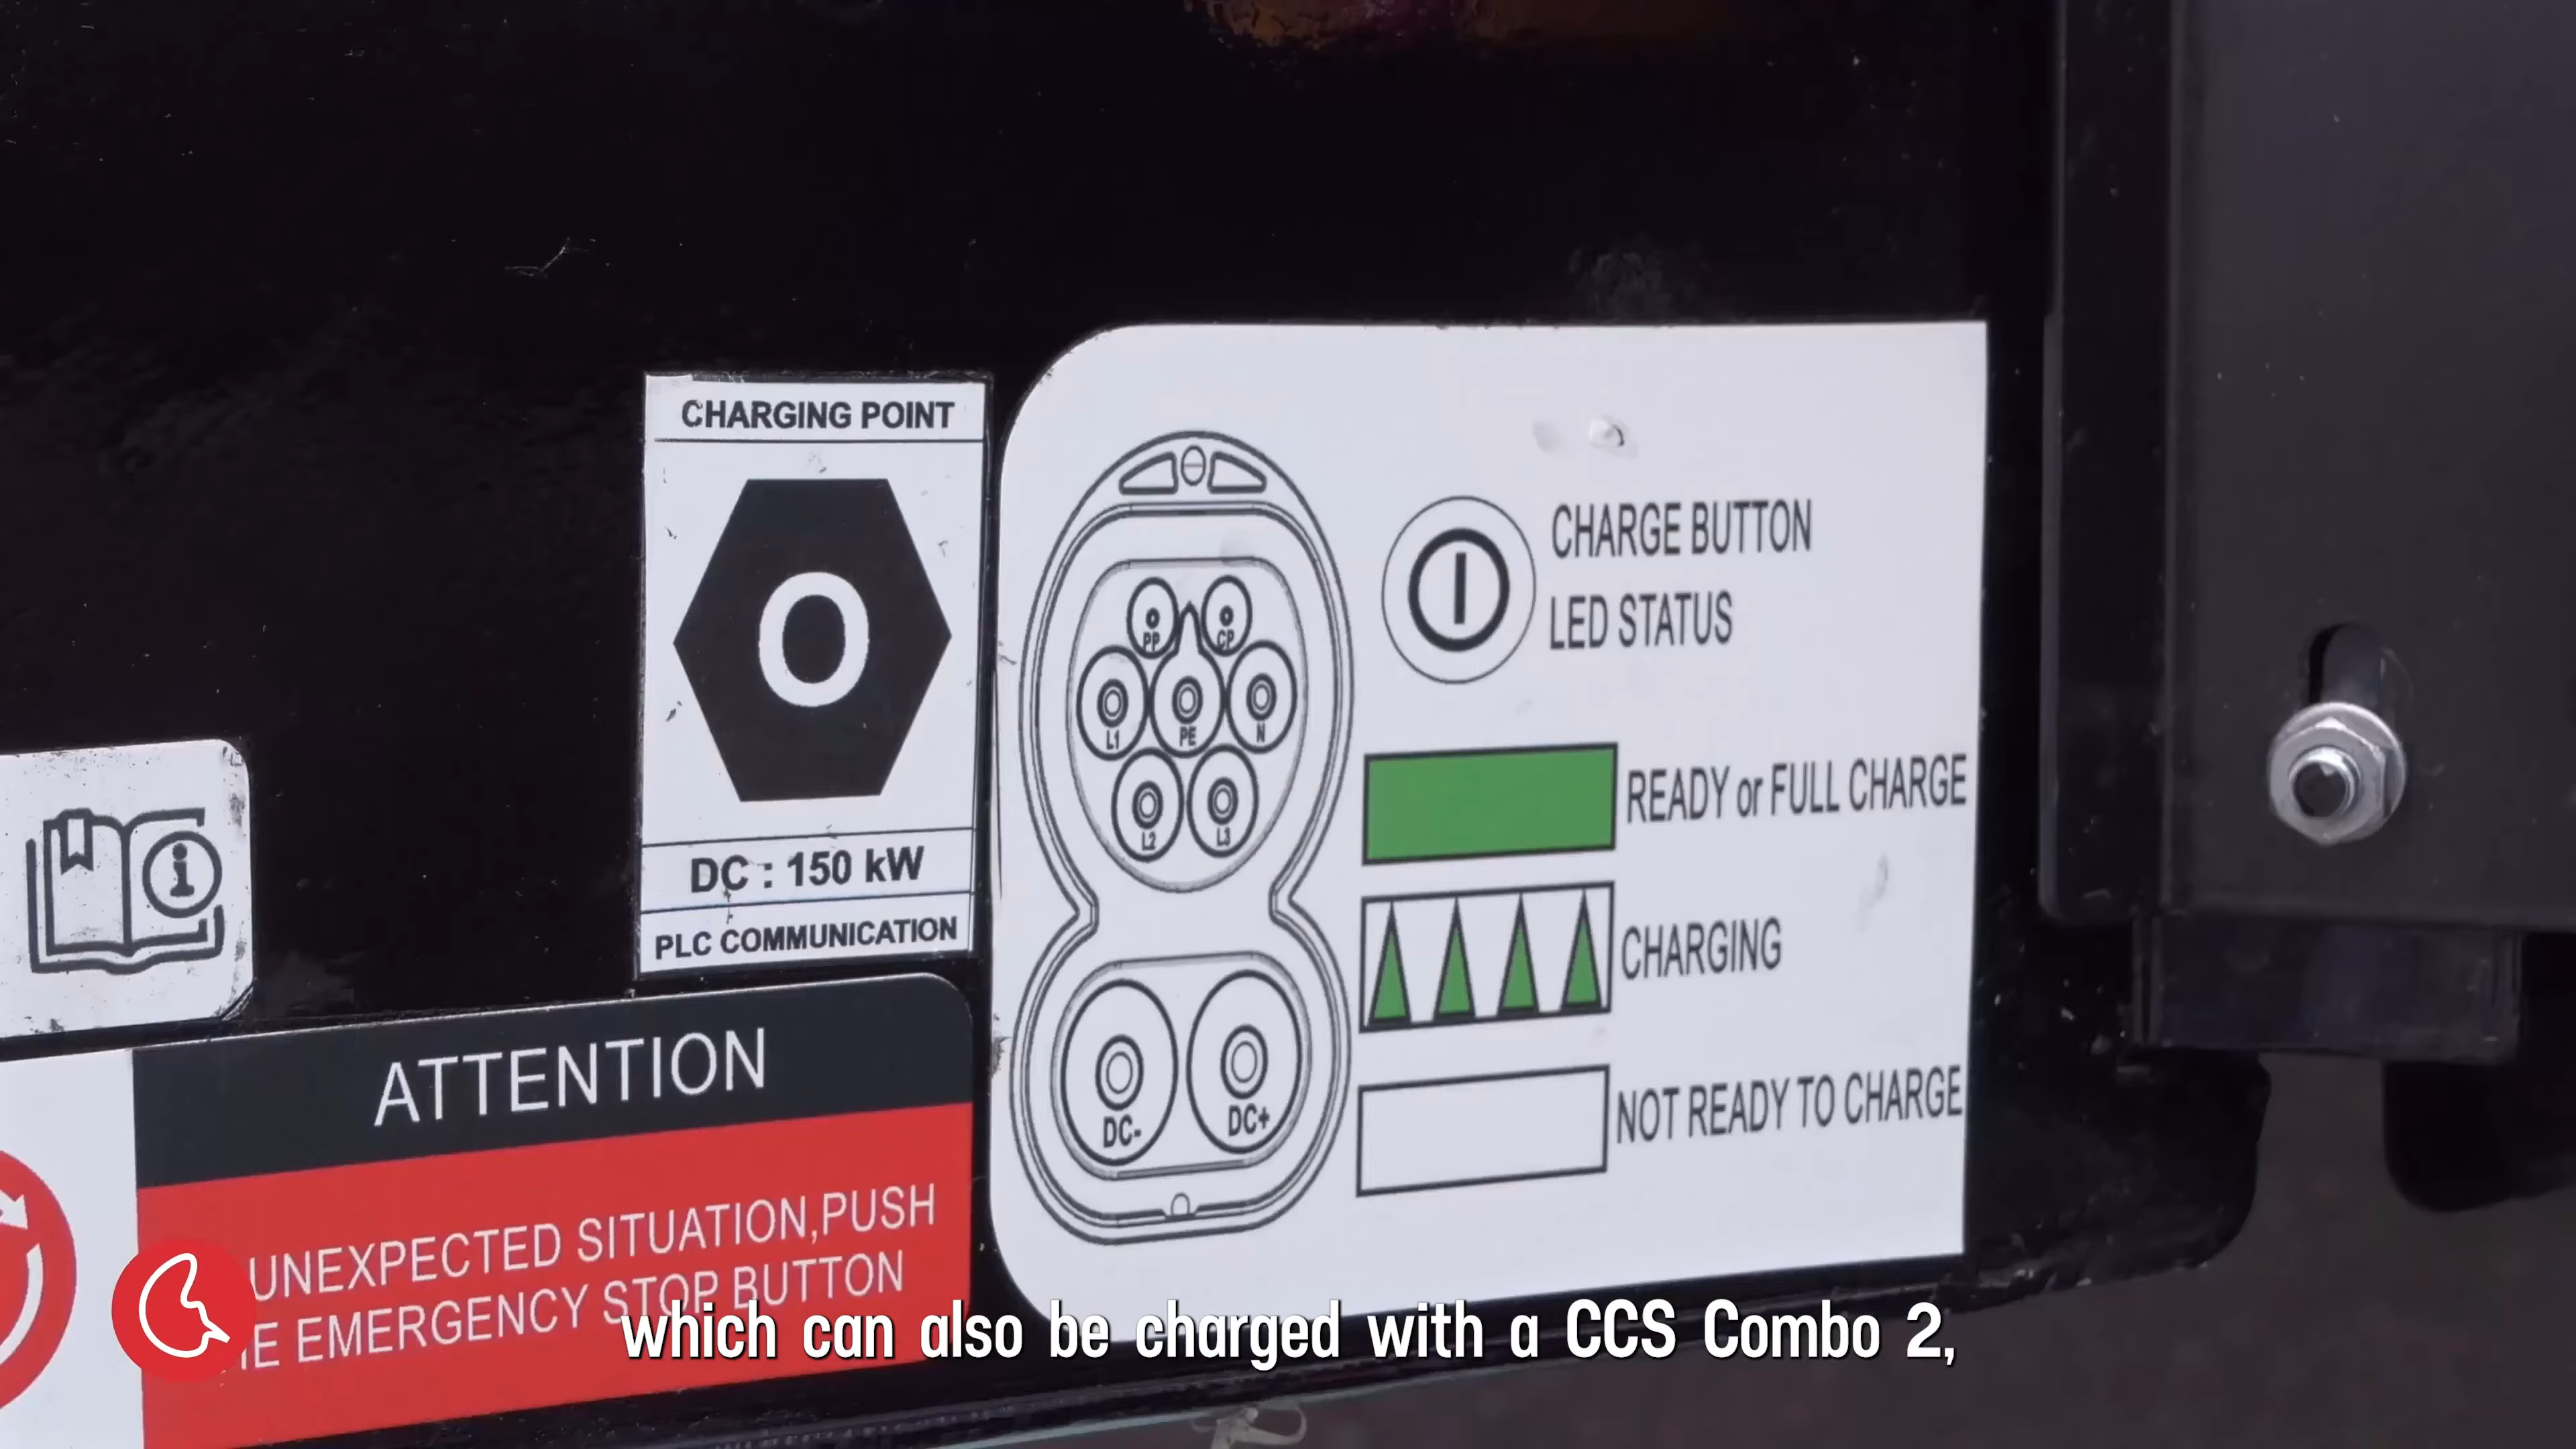 CHARGING POINT
O
DC : 150 kW
PLC COMMUNICATION
PP
CP
L1
PE
N
L2
L3
DC-
DC+
CHARGE BUTTON
LED STATUS
READY or FULL CHARGE
CHARGING
NOT READY TO CHARGE
i
ATTENTION
UNEXPECTED SITUATION,PUSH
EMERGENCY STOP BUTTON
which can also be charged with a CCS Combo 2,